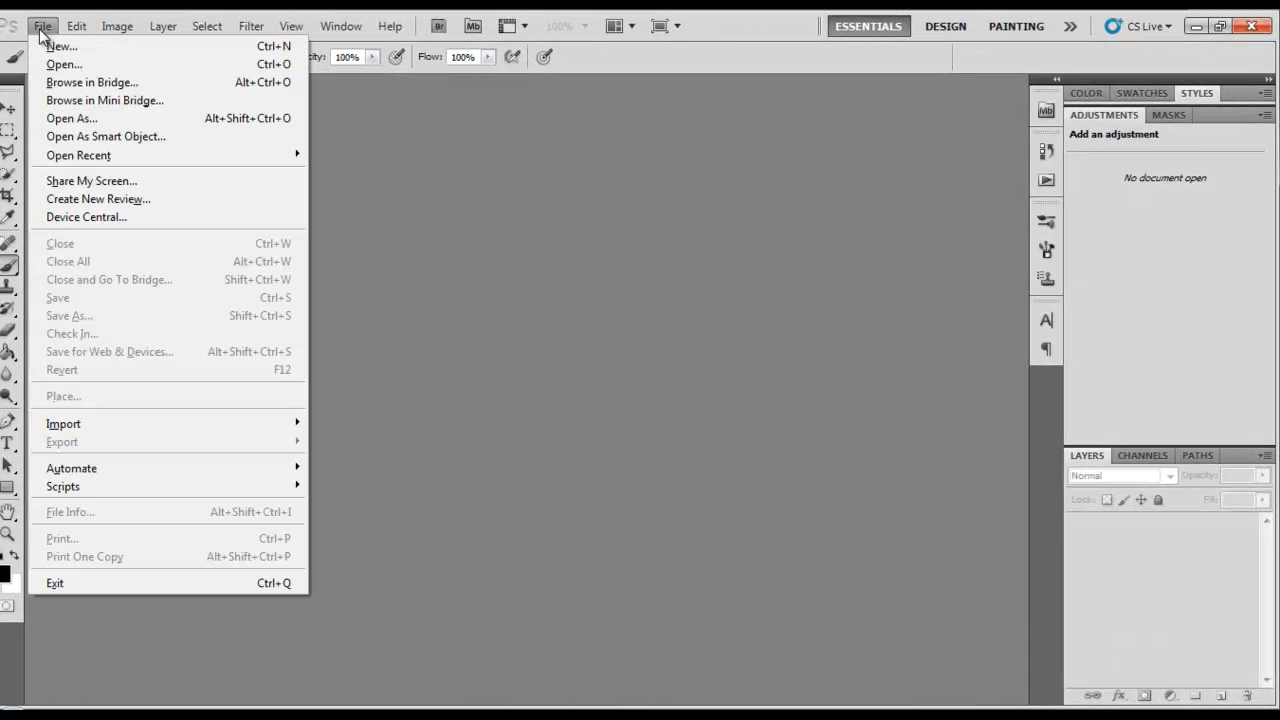 PS File Edit Image Layer Select Filter View Window Help Br Mb 100% ESSENTIALS DESIGN PAINTING CS Live
100% Flow: 100%
New... Ctrl+N
Open... Ctrl+O
Browse in Bridge... Alt+Ctrl+O
Browse in Mini Bridge...
Open As... Alt+Shift+Ctrl+O
Open As Smart Object...
Open Recent
Share My Screen...
Create New Review...
Device Central...
Close Ctrl+W
Close All Alt+Ctrl+W
Close and Go To Bridge... Shift+Ctrl+W
Save Ctrl+S
Save As... Shift+Ctrl+S
Check In...
Save for Web & Devices... Alt+Shift+Ctrl+S
Revert F12
Place...
Import
Export
Automate
Scripts
File Info... Alt+Shift+Ctrl+I
Print... Ctrl+P
Print One Copy Alt+Shift+Ctrl+P
Exit Ctrl+Q
Mb
COLOR SWATCHES STYLES
ADJUSTMENTS MASKS
Add an adjustment
No document open
LAYERS CHANNELS PATHS
Normal Opacity:
Lock: Fill: